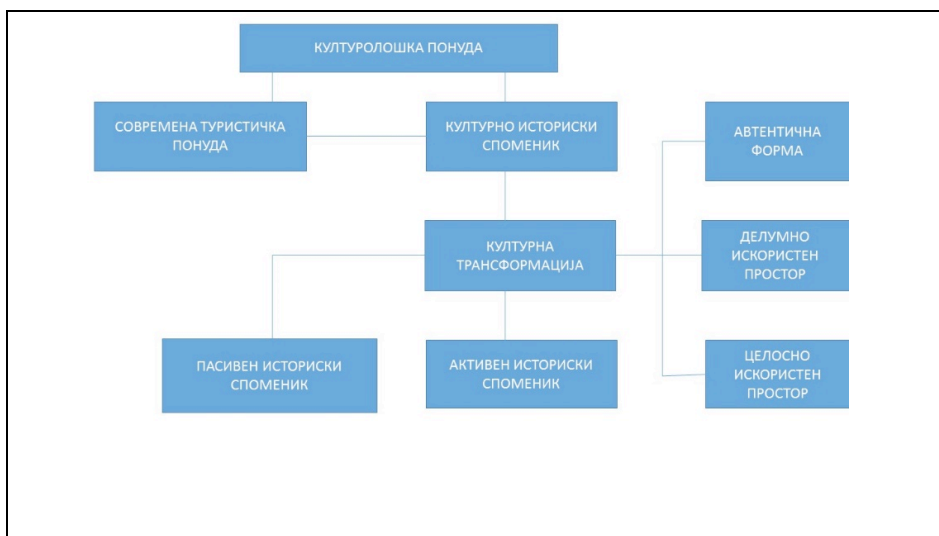 КУЛТУРОЛОШКА ПОНУДА
СОВРЕМЕНА ТУРИСТИЧКА
ПОНУДА
КУЛТУРНО ИСТОРИСКИ
СПОМЕНИК
АВТЕНТИЧНА
ФОРМА
КУЛТУРНА
ТРАНСФОРМАЦИЈА
ДЕЛУМНО
ИСКОРИСТЕН
ПРОСТОР
ПАСИВЕН ИСТОРИСКИ
СПОМЕНИК
АКТИВЕН ИСТОРИСКИ
СПОМЕНИК
ЦЕЛОСНО
ИСКОРИСТЕН
ПРОСТОР